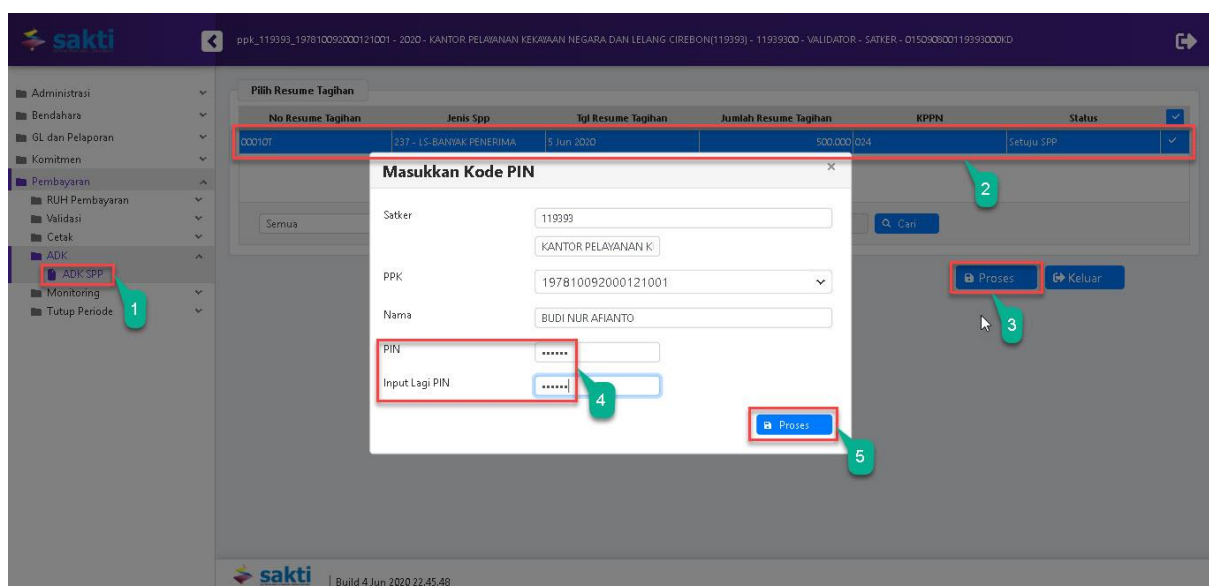 sakti
ppk_119393_197810092000121001 - 2020 - KANTOR PELAYANAN KEKAYAAN NEGARA DAN LELANG CIREBON(119393) - 11939300 - VALIDATOR - SATKER - 015090800119393000KD
Administrasi
Bendahara
GL dan Pelaporan
Komitmen
Pembayaran
RUH Pembayaran
Validasi
Cetak
ADK
ADK SPP
Monitoring
Tutup Periode
1
Pilih Resume Tagihan
No Resume Tagihan Jenis Spp Tgl Resume Tagihan Jumlah Resume Tagihan KPPN Status
00010T 237 - LS-BANYAK PENERIMA 5 Jun 2020 500.000 024 Setuju SPP
2
Semua Cari
Proses Keluar
3
Masukkan Kode PIN ×
Satker 119393
KANTOR PELAYANAN K
PPK 197810092000121001
Nama BUDI NUR AFIANTO
PIN ••••••
Input Lagi PIN ••••••
4
Proses
5
sakti | Build 4 Jun 2020 22.45.48